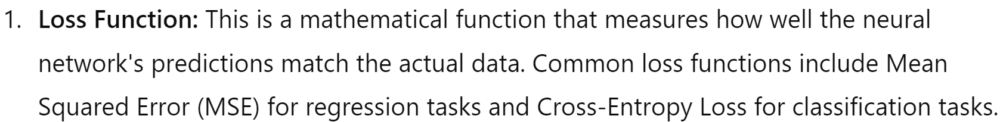 1. Loss Function: This is a mathematical function that measures how well the neural
network's predictions match the actual data. Common loss functions include Mean
Squared Error (MSE) for regression tasks and Cross-Entropy Loss for classification tasks.